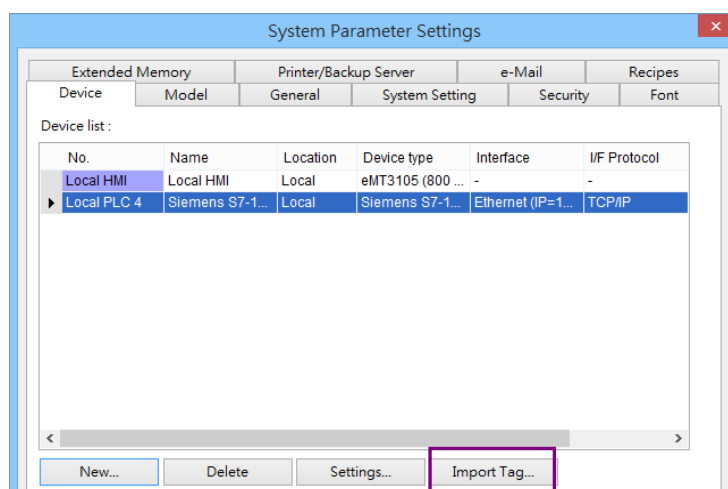 System Parameter Settings
Extended Memory Printer/Backup Server e-Mail Recipes
Device Model General System Setting Security Font
Device list :
No. Name Location Device type Interface I/F Protocol
Local HMI Local HMI Local eMT3105 (800 ... - -
Local PLC 4 Siemens S7-1... Local Siemens S7-1... Ethernet (IP=1... TCP/IP
New... Delete Settings... Import Tag...